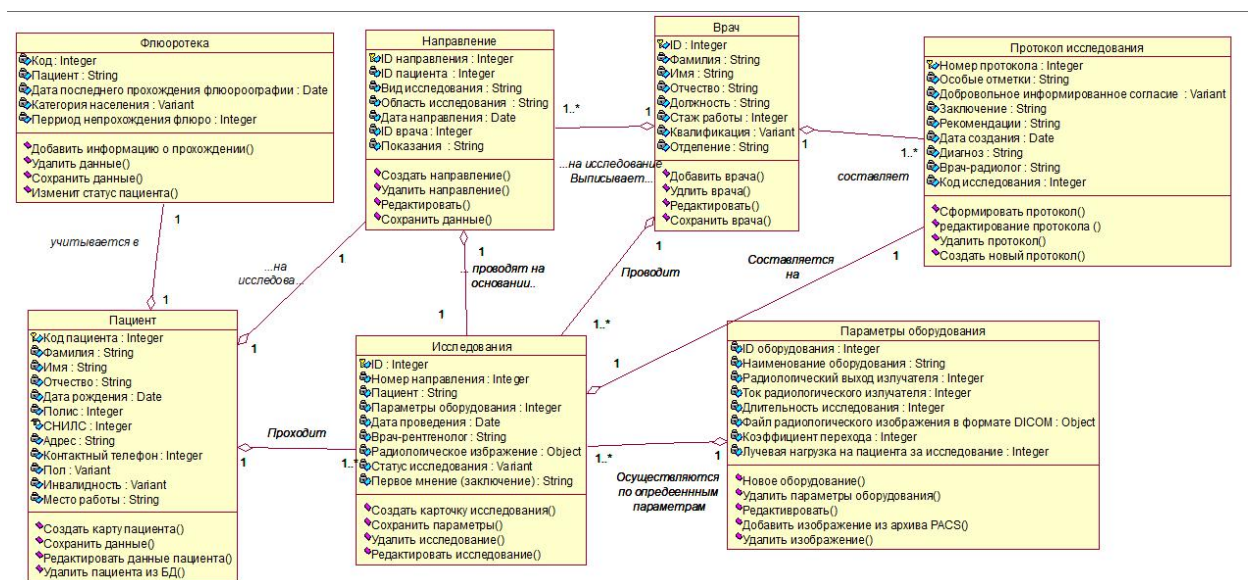 Флюоротека
Код : Integer
Пациент : String
Дата последнего прохождения флюороографии : Date
Категория населения : Variant
Перриод непрохождения флюро : Integer
Добавить информацию о прохождении()
Удалить данные()
Сохранить данные()
Изменит статус пациента()
Направление
ID направления : Integer
ID пациента : Integer
Вид исследования : String
Область исследования : String
Дата направления : Date
ID врача : Integer
Показания : String
Создать направление()
Удалить направление()
Редактировать()
Сохранить данные()
Врач
ID : Integer
Фамилия : String
Имя : String
Отчество : String
Должность : String
Стаж работы : Integer
Квалификация : Variant
Отделение : String
Добавить врача()
Удлить врача()
Редактировать()
Сохранить врача()
Протокол исследования
Номер протокола : Integer
Особые отметки : String
Добровольное информированное согласие : Variant
Заключение : String
Рекомендации : String
Дата создания : Date
Диагноз : String
Врач-радиолог : String
Код исследования : Integer
Сформировать протокол()
редактирование протокола ()
Удалить протокол()
Создать новый протокол()
1..*
1
...на исследование
Выписывает...
1
1..*
составляет
1
учитывается в
1
...на
исследова...
1
1
1
...проводят на
основании..
1
1
Проводит
1..*
Составляется
на
1
1
Пациент
Код пациента : Integer
Фамилия : String
Имя : String
Отчество : String
Дата рождения : Date
Полис : Integer
СНИЛС : Integer
Адрес : String
Контактный телефон : Integer
Пол : Variant
Инвалидность : Variant
Место работы : String
Создать карту пациента()
Сохранить данные()
Редактировать данные пациента()
Удалить пациента из БД()
Проходит
1
1..*
Исследования
ID : Integer
Номер направления : Integer
Пациент : String
Параметры оборудования : Integer
Дата проведения : Date
Врач-рентенолог : String
Радиологическое избражение : Object
Статус исследования : Variant
Первое мнение (заключение) : String
Создать карточку исследования()
Сохранить параметры()
Удалить исследование()
Редактировать исследование()
1..*
1
Осуществляются
по опредеенным
параметрам
Параметры оборудования
ID оборудования : Integer
Наименование оборудования : String
Радиологический выход излучателя : Integer
Ток радиологического излучателя : Integer
Длительность исследования : Integer
Файл радиологического изображения в формате DICOM : Object
Коэффициент перехода : Integer
Лучевая нагрузка на пациента за исследование : Integer
Новое оборудование()
Удалить параметры оборудования()
Редактивровать()
Добавить изображение из архива PACS()
Удалить изображение()